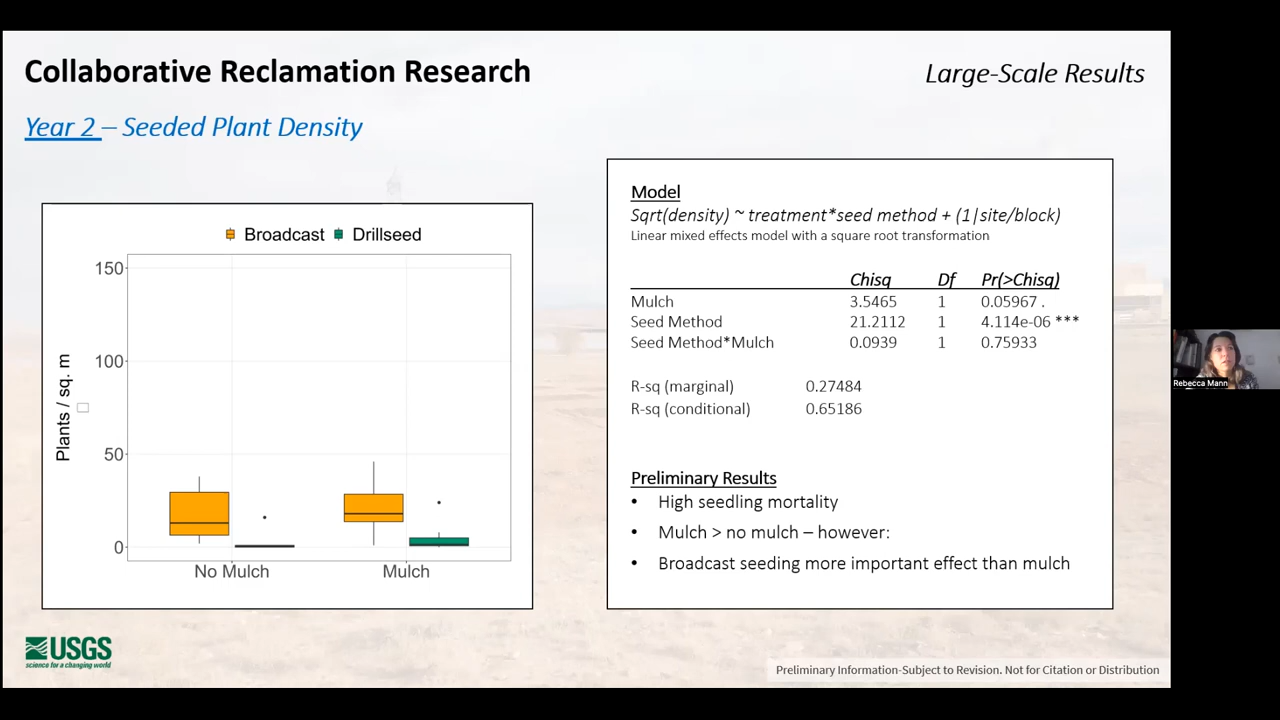 Collaborative Reclamation Research
Large-Scale Results
Year 2 – Seeded Plant Density
Broadcast Drillseed
150
100
50
0
Plants / sq. m
No Mulch Mulch
Model
Sqrt(density) ~ treatment*seed method + (1|site/block)
Linear mixed effects model with a square root transformation
Chisq Df Pr(>Chisq)
Mulch 3.5465 1 0.05967 .
Seed Method 21.2112 1 4.114e-06 ***
Seed Method*Mulch 0.0939 1 0.75933
R-sq (marginal) 0.27484
R-sq (conditional) 0.65186
Preliminary Results
• High seedling mortality
• Mulch > no mulch – however:
• Broadcast seeding more important effect than mulch
USGS
science for a changing world
Preliminary Information-Subject to Revision. Not for Citation or Distribution
Rebecca Mann